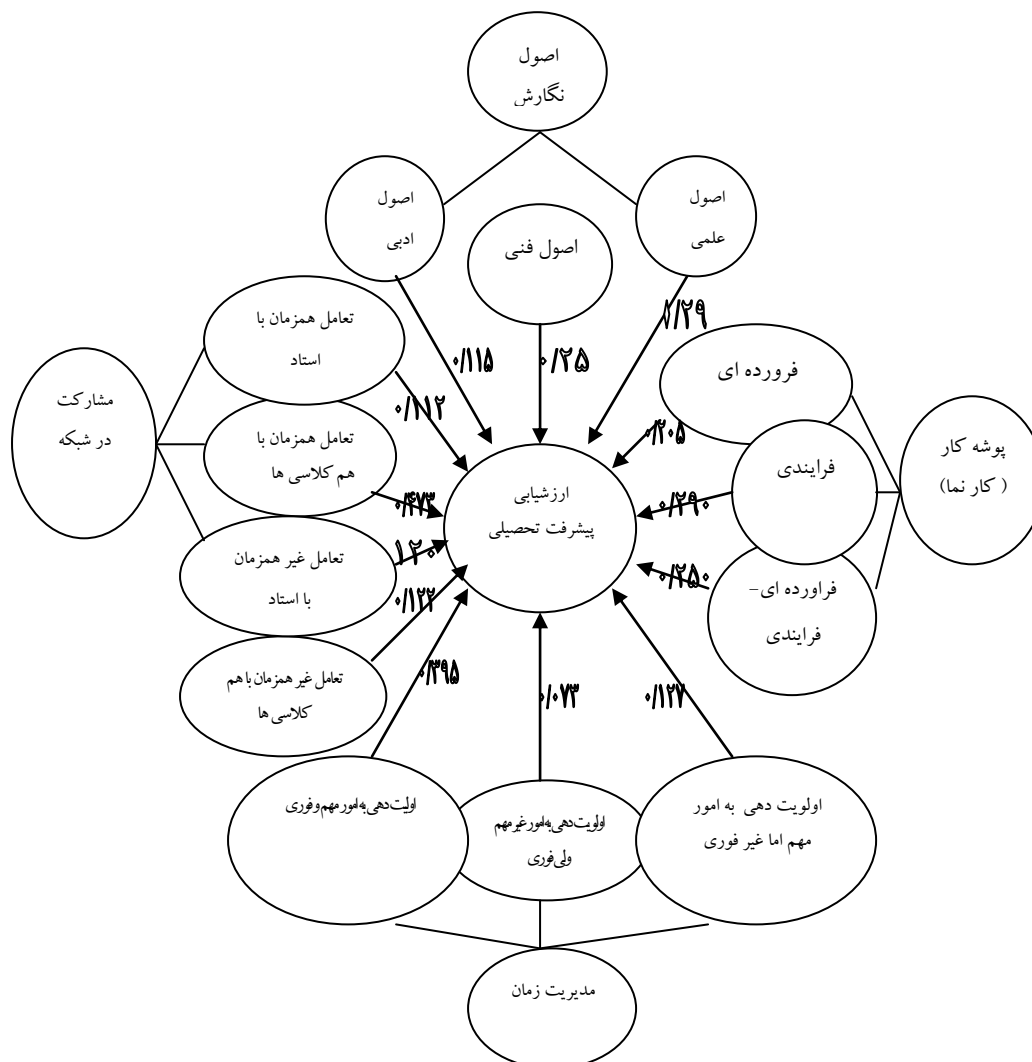 اصول
نگارش
اصول
ادبی
اصول فنی
اصول
علمی
۰/۱۱۵
۰/۲۵
۱/۲۹
تعامل همزمان با
استاد
۰/۱۱۲
فرورده ای
۰/۲۰۵
مشارکت
در شبکه
تعامل همزمان با
هم کلاسی ها
۰/۴۷۳
ارزشیابی
پیشرفت تحصیلی
فرایندی
۰/۲۹۰
پوشه کار
( کار نما)
تعامل غیر همزمان
با استاد
۱۲۰
فراورده ای-
فرایندی
۰/۲۵۰
تعامل غیر همزمان با هم
کلاسی ها
۰/۱۲۲
۰/۳۹۵
۰/۰۷۳
۰/۱۲۷
اولیت دهی به امور مهم و فوری
اولویت دهی به امور غیر مهم
ولی فوری
اولویت دهی به امور
مهم اما غیر فوری
مدیریت زمان